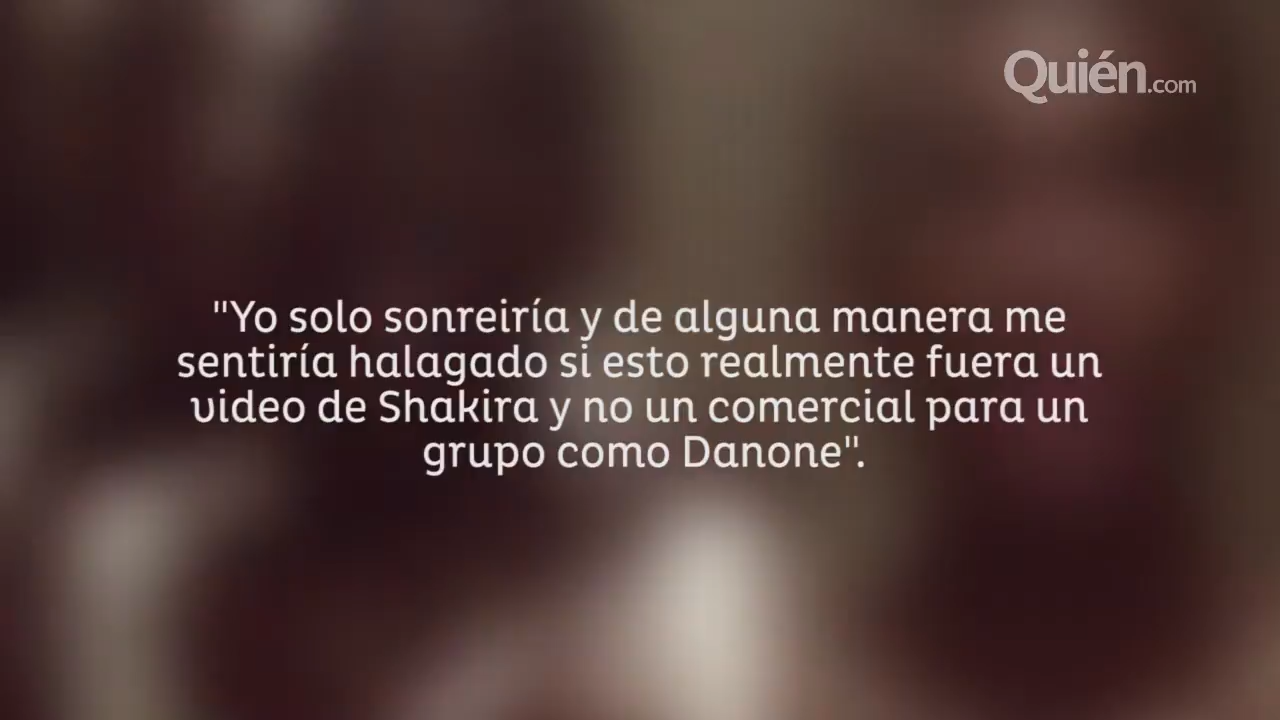 Quién.com
"Yo solo sonreiría y de alguna manera me
sentiría halagado si esto realmente fuera un
video de Shakira y no un comercial para un
grupo como Danone".